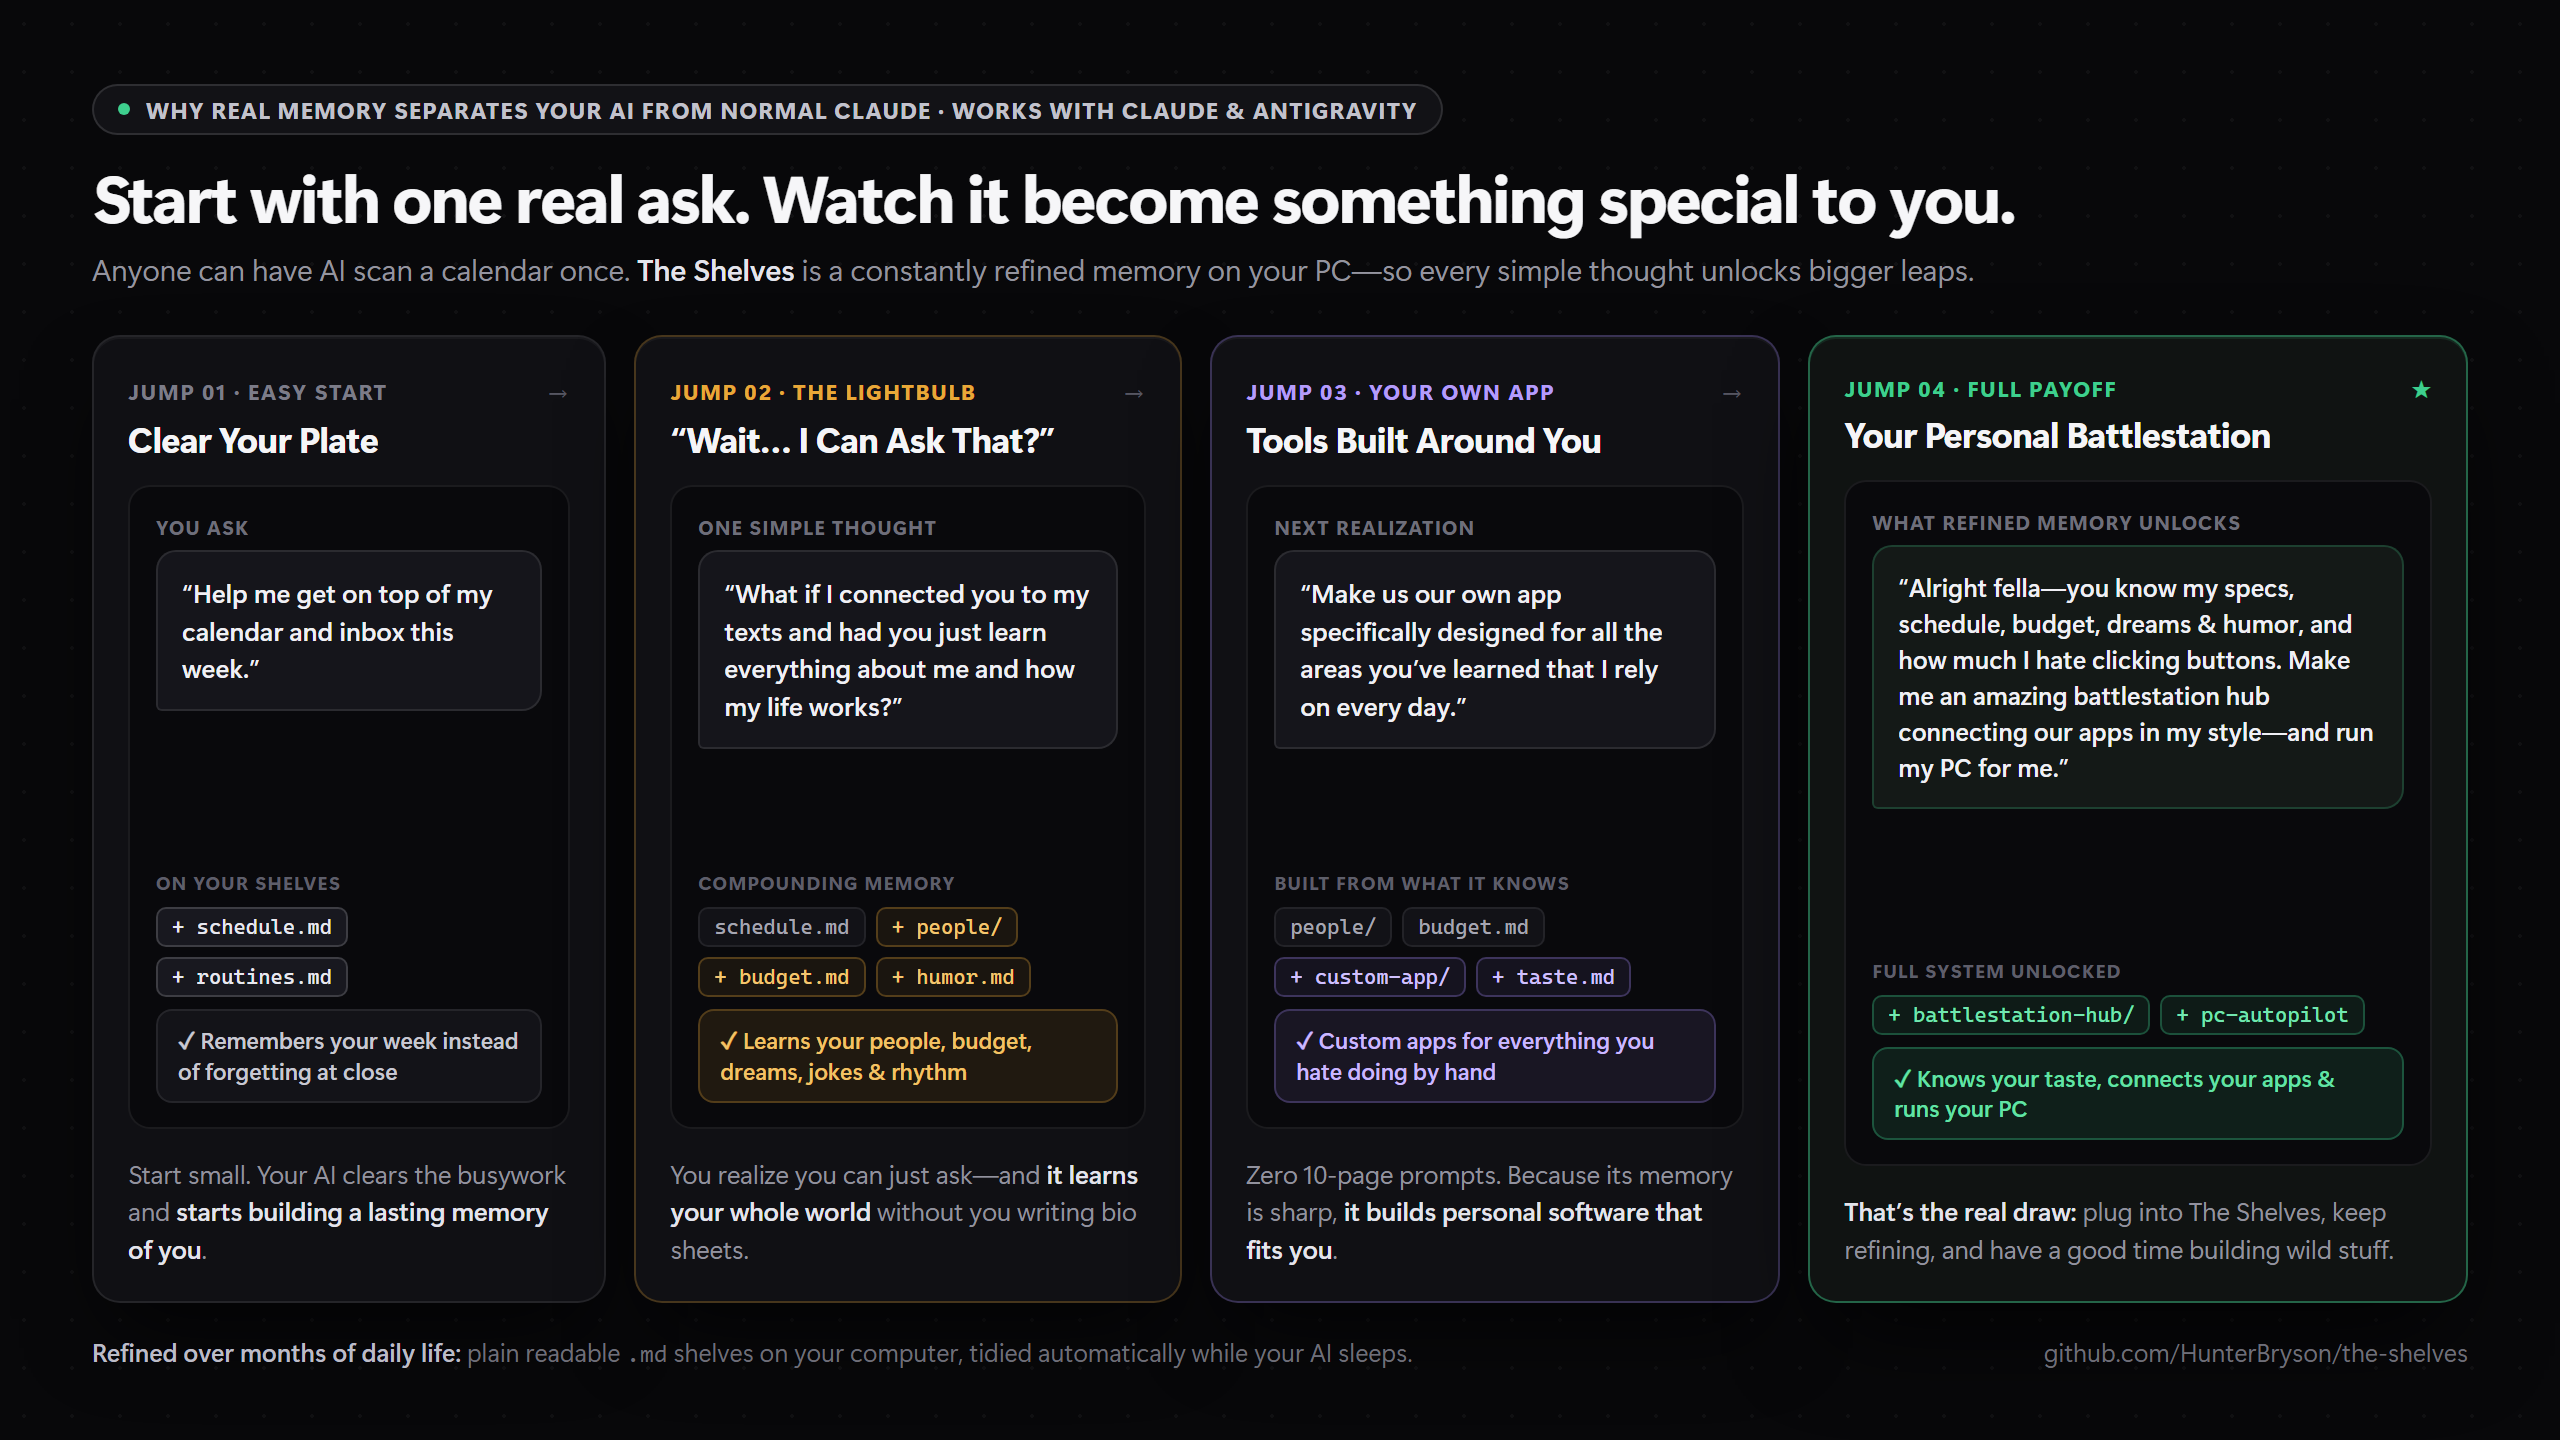 WHY REAL MEMORY SEPARATES YOUR AI FROM NORMAL CLAUDE · WORKS WITH CLAUDE & ANTIGRAVITY
Start with one real ask. Watch it become something special to you.
Anyone can have AI scan a calendar once. The Shelves is a constantly refined memory on your PC—so every simple thought unlocks bigger leaps.
JUMP 01 · EASY START →
Clear Your Plate
YOU ASK
“Help me get on top of my
calendar and inbox this
week.”
ON YOUR SHELVES
+ schedule.md
+ routines.md
✓ Remembers your week instead
of forgetting at close
Start small. Your AI clears the busywork
and starts building a lasting memory
of you.
JUMP 02 · THE LIGHTBULB →
“Wait... I Can Ask That?”
ONE SIMPLE THOUGHT
“What if I connected you to my
texts and had you just learn
everything about me and how
my life works?”
COMPOUNDING MEMORY
schedule.md + people/
+ budget.md + humor.md
✓ Learns your people, budget,
dreams, jokes & rhythm
You realize you can just ask—and it learns
your whole world without you writing bio
sheets.
JUMP 03 · YOUR OWN APP →
Tools Built Around You
NEXT REALIZATION
“Make us our own app
specifically designed for all the
areas you’ve learned that I rely
on every day.”
BUILT FROM WHAT IT KNOWS
people/ budget.md
+ custom-app/ + taste.md
✓ Custom apps for everything you
hate doing by hand
Zero 10-page prompts. Because its memory
is sharp, it builds personal software that
fits you.
JUMP 04 · FULL PAYOFF ★
Your Personal Battlestation
WHAT REFINED MEMORY UNLOCKS
“Alright fella—you know my specs,
schedule, budget, dreams & humor, and
how much I hate clicking buttons. Make
me an amazing battlestation hub
connecting our apps in my style—and run
my PC for me.”
FULL SYSTEM UNLOCKED
+ battlestation-hub/ + pc-autopilot
✓ Knows your taste, connects your apps &
runs your PC
That’s the real draw: plug into The Shelves, keep
refining, and have a good time building wild stuff.
Refined over months of daily life: plain readable .md shelves on your computer, tidied automatically while your AI sleeps.
github.com/HunterBryson/the-shelves